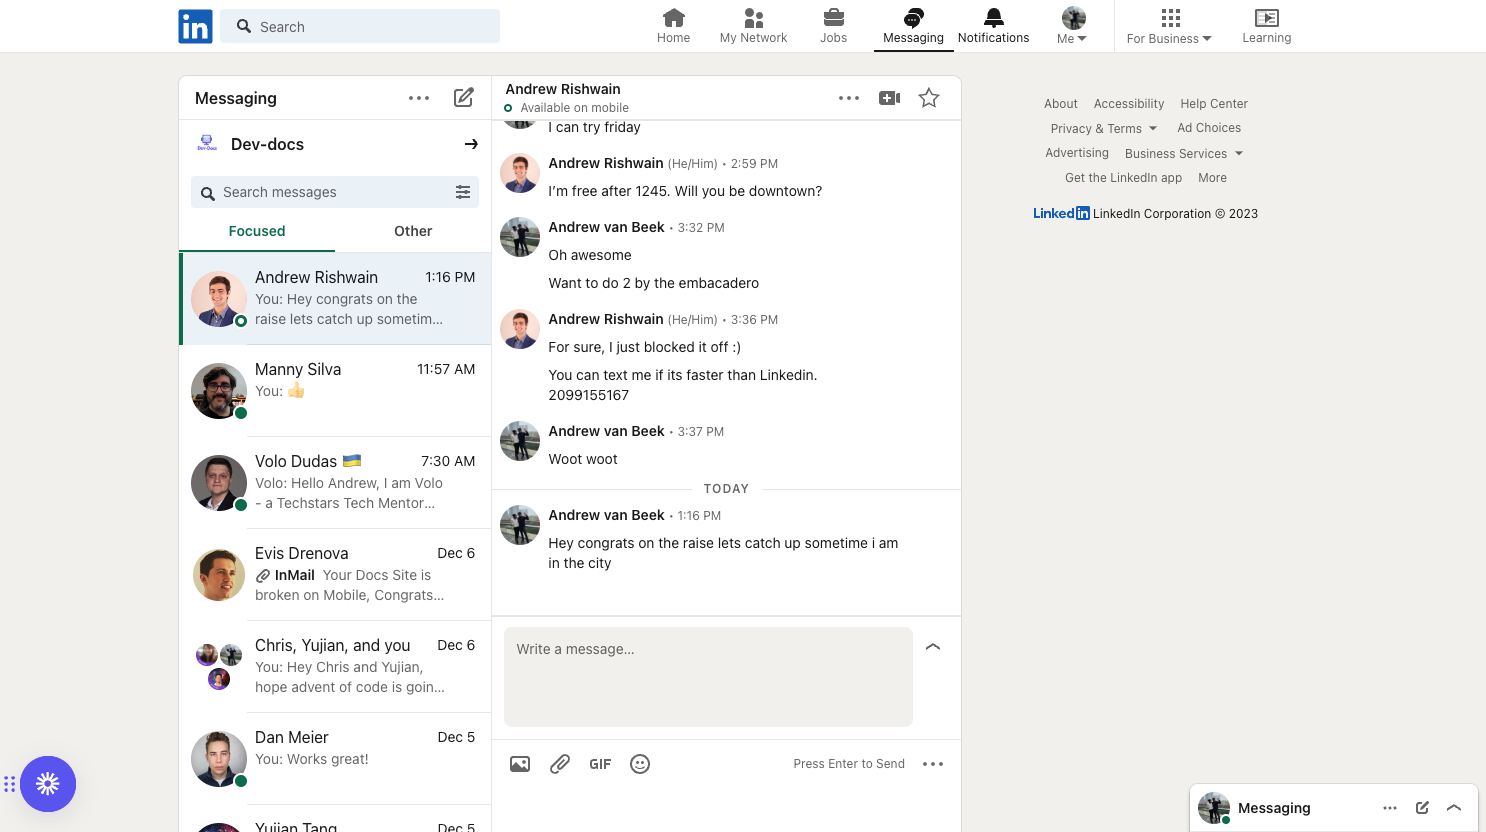 in
Search
Home
My Network
Jobs
Messaging
Notifications
Me
For Business
Learning
Messaging
Dev-docs
Dev-Docs
Search messages
Focused
Other
Andrew Rishwain 1:16 PM
You: Hey congrats on the
raise lets catch up sometim...
Manny Silva 11:57 AM
You: 👍
Volo Dudas 🇺🇦 7:30 AM
Volo: Hello Andrew, I am Volo
- a Techstars Tech Mentor...
Evis Drenova Dec 6
InMail Your Docs Site is
broken on Mobile, Congrats...
Chris, Yujian, and you Dec 6
You: Hey Chris and Yujian,
hope advent of code is goin...
Dan Meier Dec 5
You: Works great!
Yujian Tang Dec 5
Andrew Rishwain
Available on mobile
I can try friday
Andrew Rishwain (He/Him) • 2:59 PM
I'm free after 1245. Will you be downtown?
Andrew van Beek • 3:32 PM
Oh awesome
Want to do 2 by the embacadero
Andrew Rishwain (He/Him) • 3:36 PM
For sure, I just blocked it off :)
You can text me if its faster than Linkedin.
2099155167
Andrew van Beek • 3:37 PM
Woot woot
TODAY
Andrew van Beek • 1:16 PM
Hey congrats on the raise lets catch up sometime i am
in the city
Write a message...
GIF
Press Enter to Send
About Accessibility Help Center
Privacy & Terms Ad Choices
Advertising Business Services
Get the LinkedIn app More
LinkedIn LinkedIn Corporation © 2023
Messaging